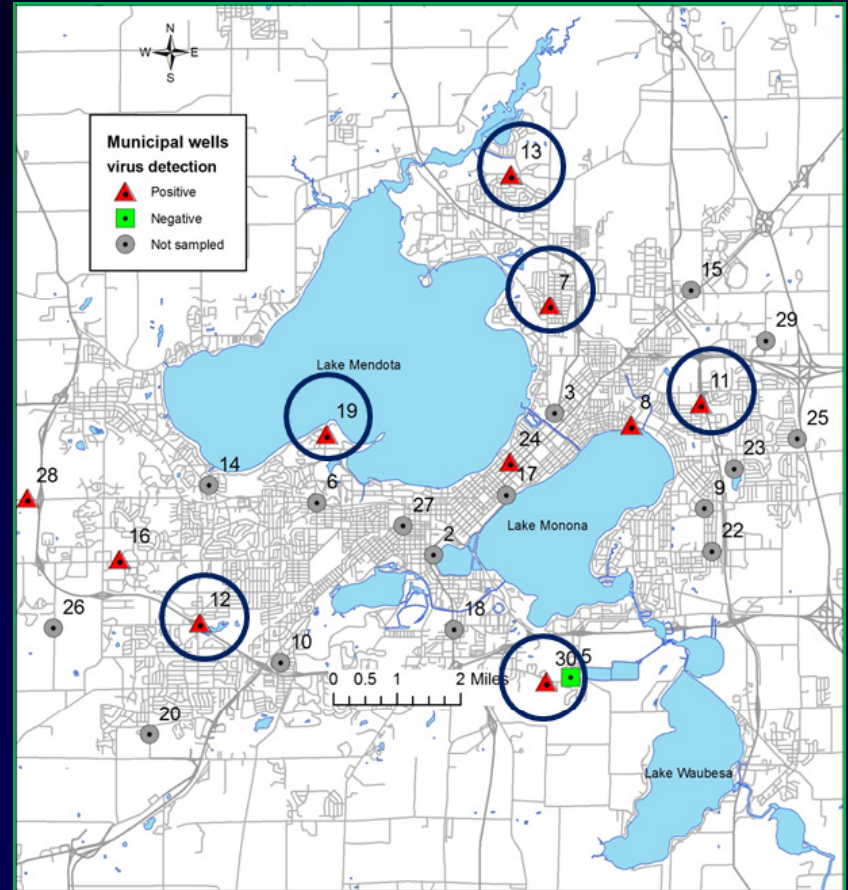 N
W E
S
Municipal wells
virus detection
Positive
Negative
Not sampled
13
7
15
29
Lake Mendota
11
3
8
19
25
24
23
14
28
6
17
9
27
Lake Monona
2
22
16
12
26
18
10
30 5
0 0.5 1 2 Miles
20
Lake Waubesa